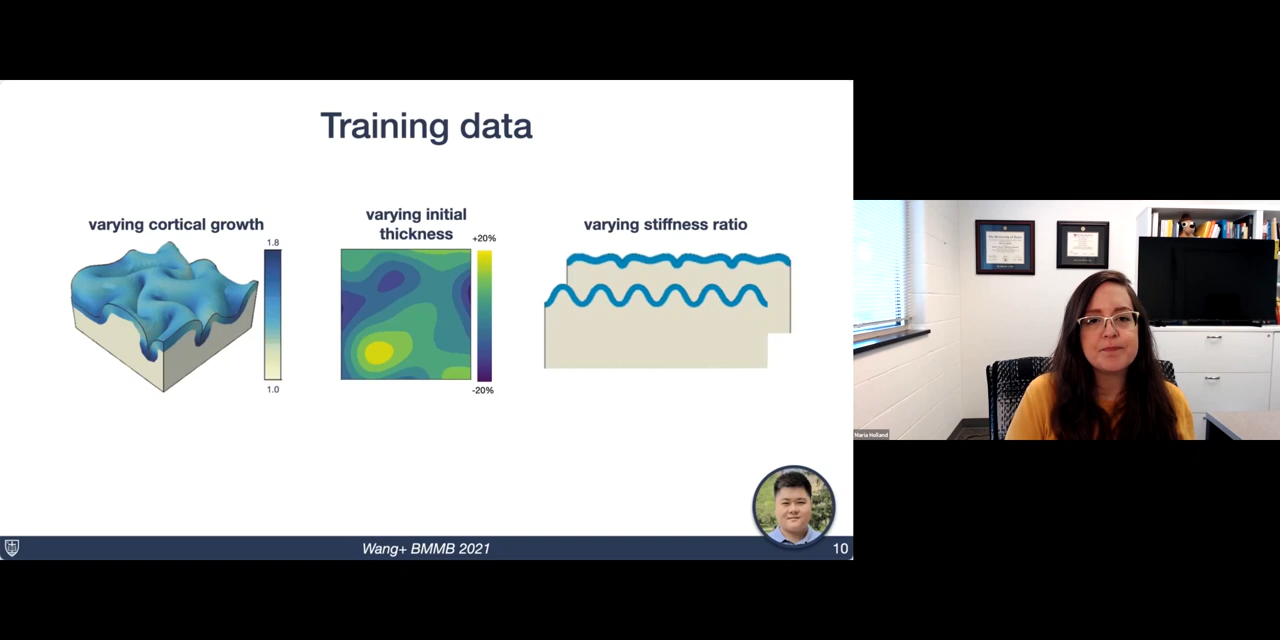 Training data
varying cortical growth
1.8
1.0
varying initial
thickness
+20%
-20%
varying stiffness ratio
Wang+ BMMB 2021
10
Maria Holland